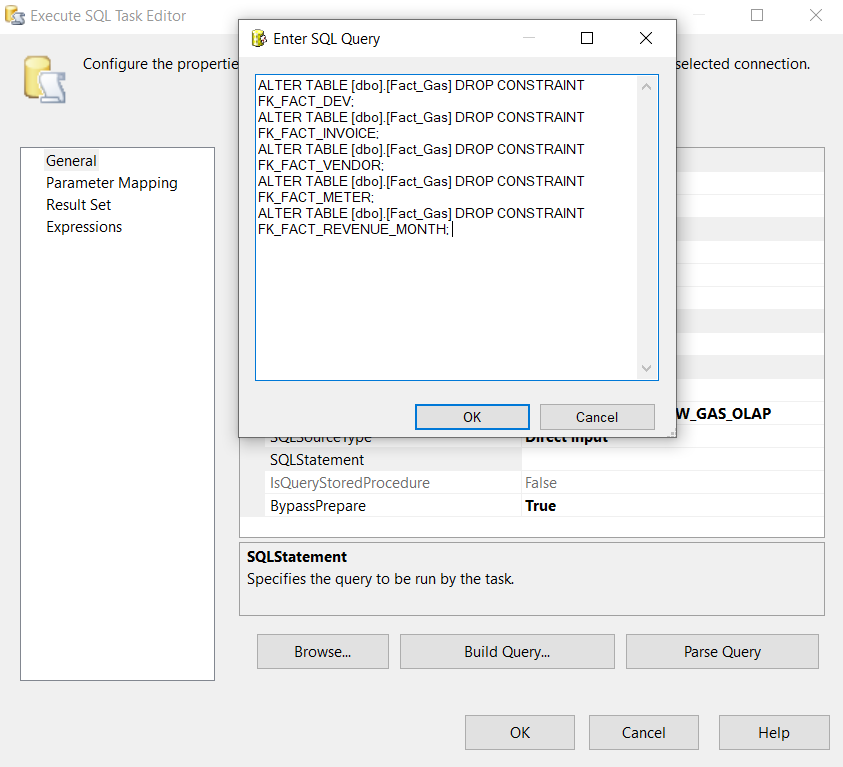 Execute SQL Task Editor
Enter SQL Query
Configure the properties
selected connection.
ALTER TABLE [dbo].[Fact_Gas] DROP CONSTRAINT
FK_FACT_DEV;
ALTER TABLE [dbo].[Fact_Gas] DROP CONSTRAINT
FK_FACT_INVOICE;
ALTER TABLE [dbo].[Fact_Gas] DROP CONSTRAINT
FK_FACT_VENDOR;
ALTER TABLE [dbo].[Fact_Gas] DROP CONSTRAINT
FK_FACT_METER;
ALTER TABLE [dbo].[Fact_Gas] DROP CONSTRAINT
FK_FACT_REVENUE_MONTH;
General
Parameter Mapping
Result Set
Expressions
OK Cancel
W_GAS_OLAP
SQLSourceType Direct input
SQLStatement
IsQueryStoredProcedure False
BypassPrepare True
SQLStatement
Specifies the query to be run by the task.
Browse... Build Query... Parse Query
OK Cancel Help